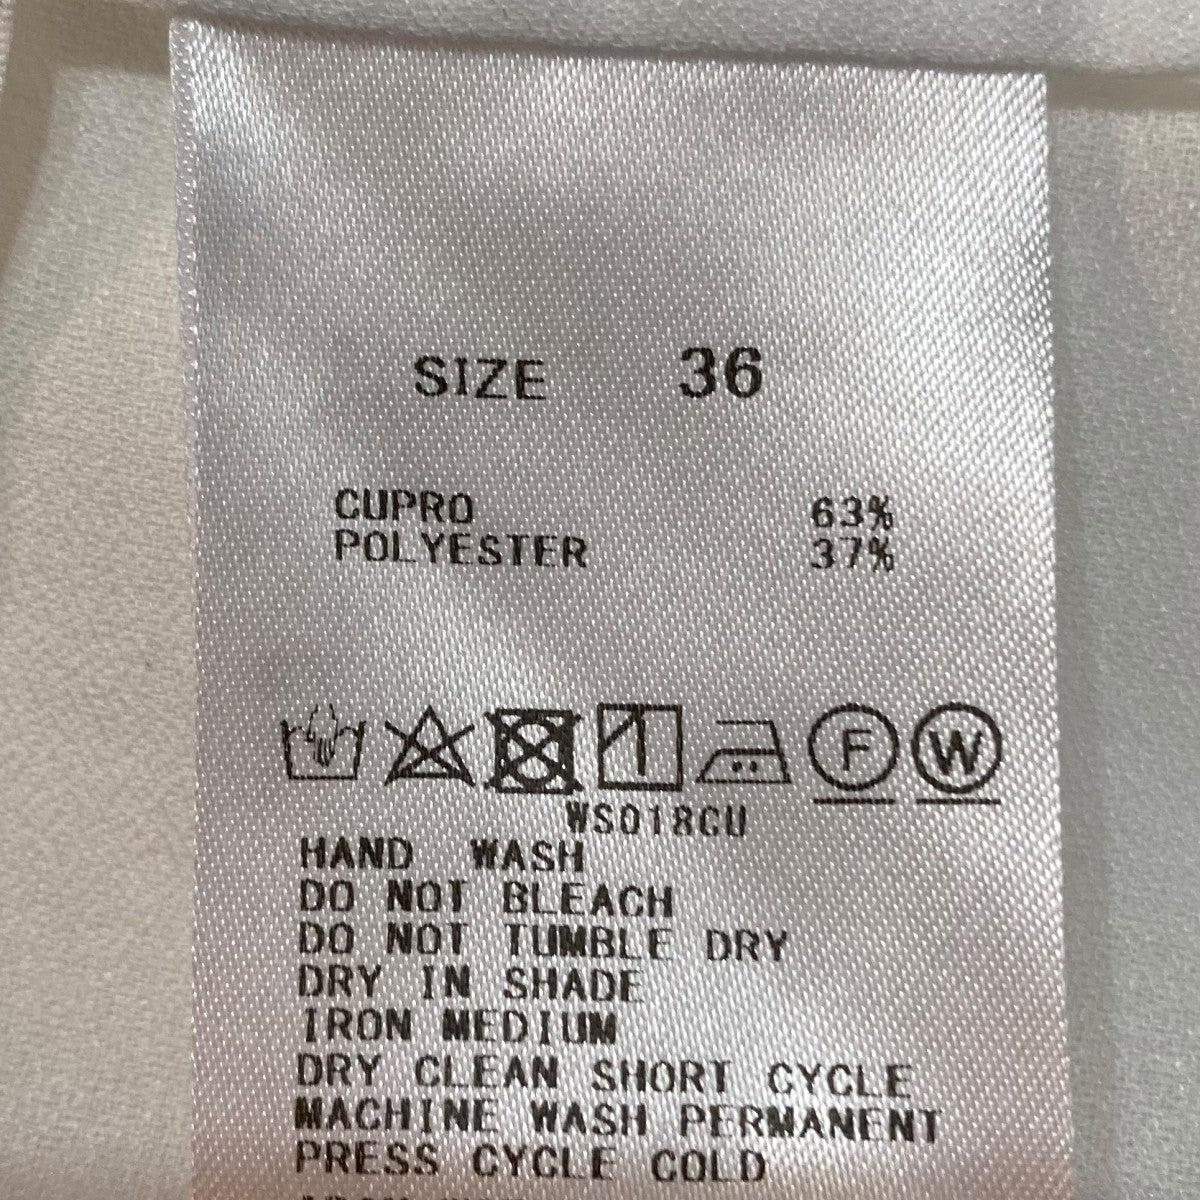 SIZE 36
CUPRO 63%
POLYESTER 37%
F W
WS018CU
HAND WASH
DO NOT BLEACH
DO NOT TUMBLE DRY
DRY IN SHADE
IRON MEDIUM
DRY CLEAN SHORT CYCLE
MACHINE WASH PERMANENT
PRESS CYCLE COLD